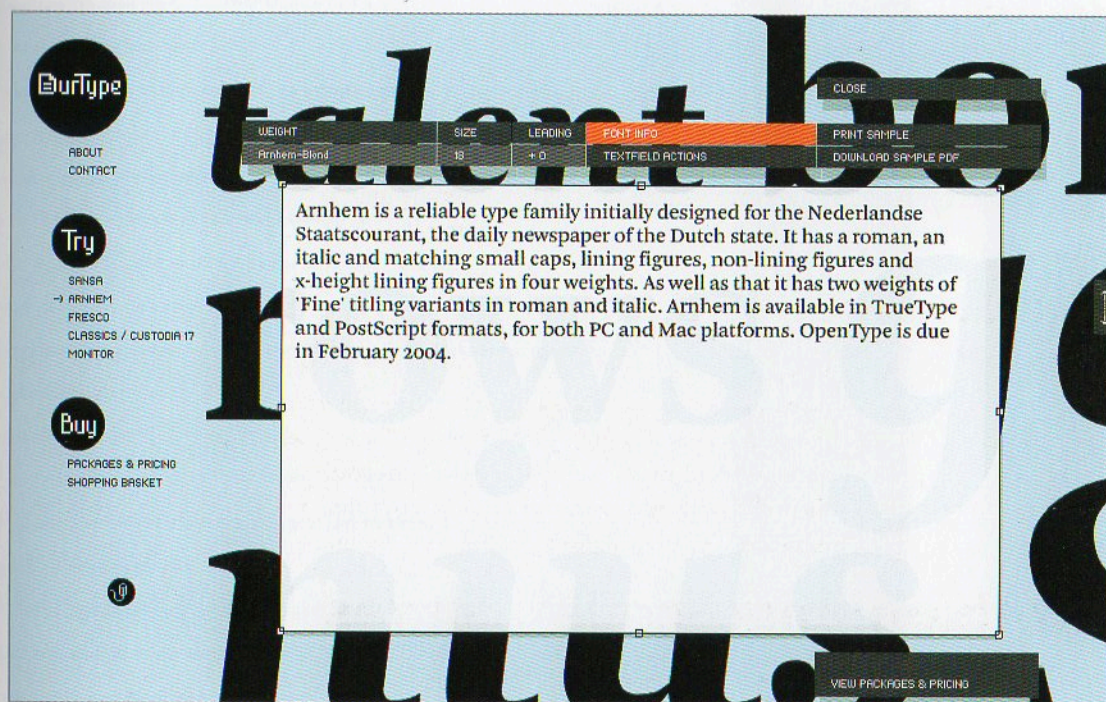 OurType
ABOUT
CONTACT
Try
SANSA
→ ARNHEM
FRESCO
CLASSICS / CUSTODIA 17
MONITOR
Buy
PACKAGES & PRICING
SHOPPING BASKET
talent
CLOSE
WEIGHT SIZE LEADING FONT INFO PRINT SAMPLE
Arnhem-Blond 18 + 0 TEXTFIELD ACTIONS DOWNLOAD SAMPLE PDF
Arnhem is a reliable type family initially designed for the Nederlandse
Staatscourant, the daily newspaper of the Dutch state. It has a roman, an
italic and matching small caps, lining figures, non-lining figures and
x-height lining figures in four weights. As well as that it has two weights of
'Fine' titling variants in roman and italic. Arnhem is available in TrueType
and PostScript formats, for both PC and Mac platforms. OpenType is due
in February 2004.
VIEW PACKAGES & PRICING